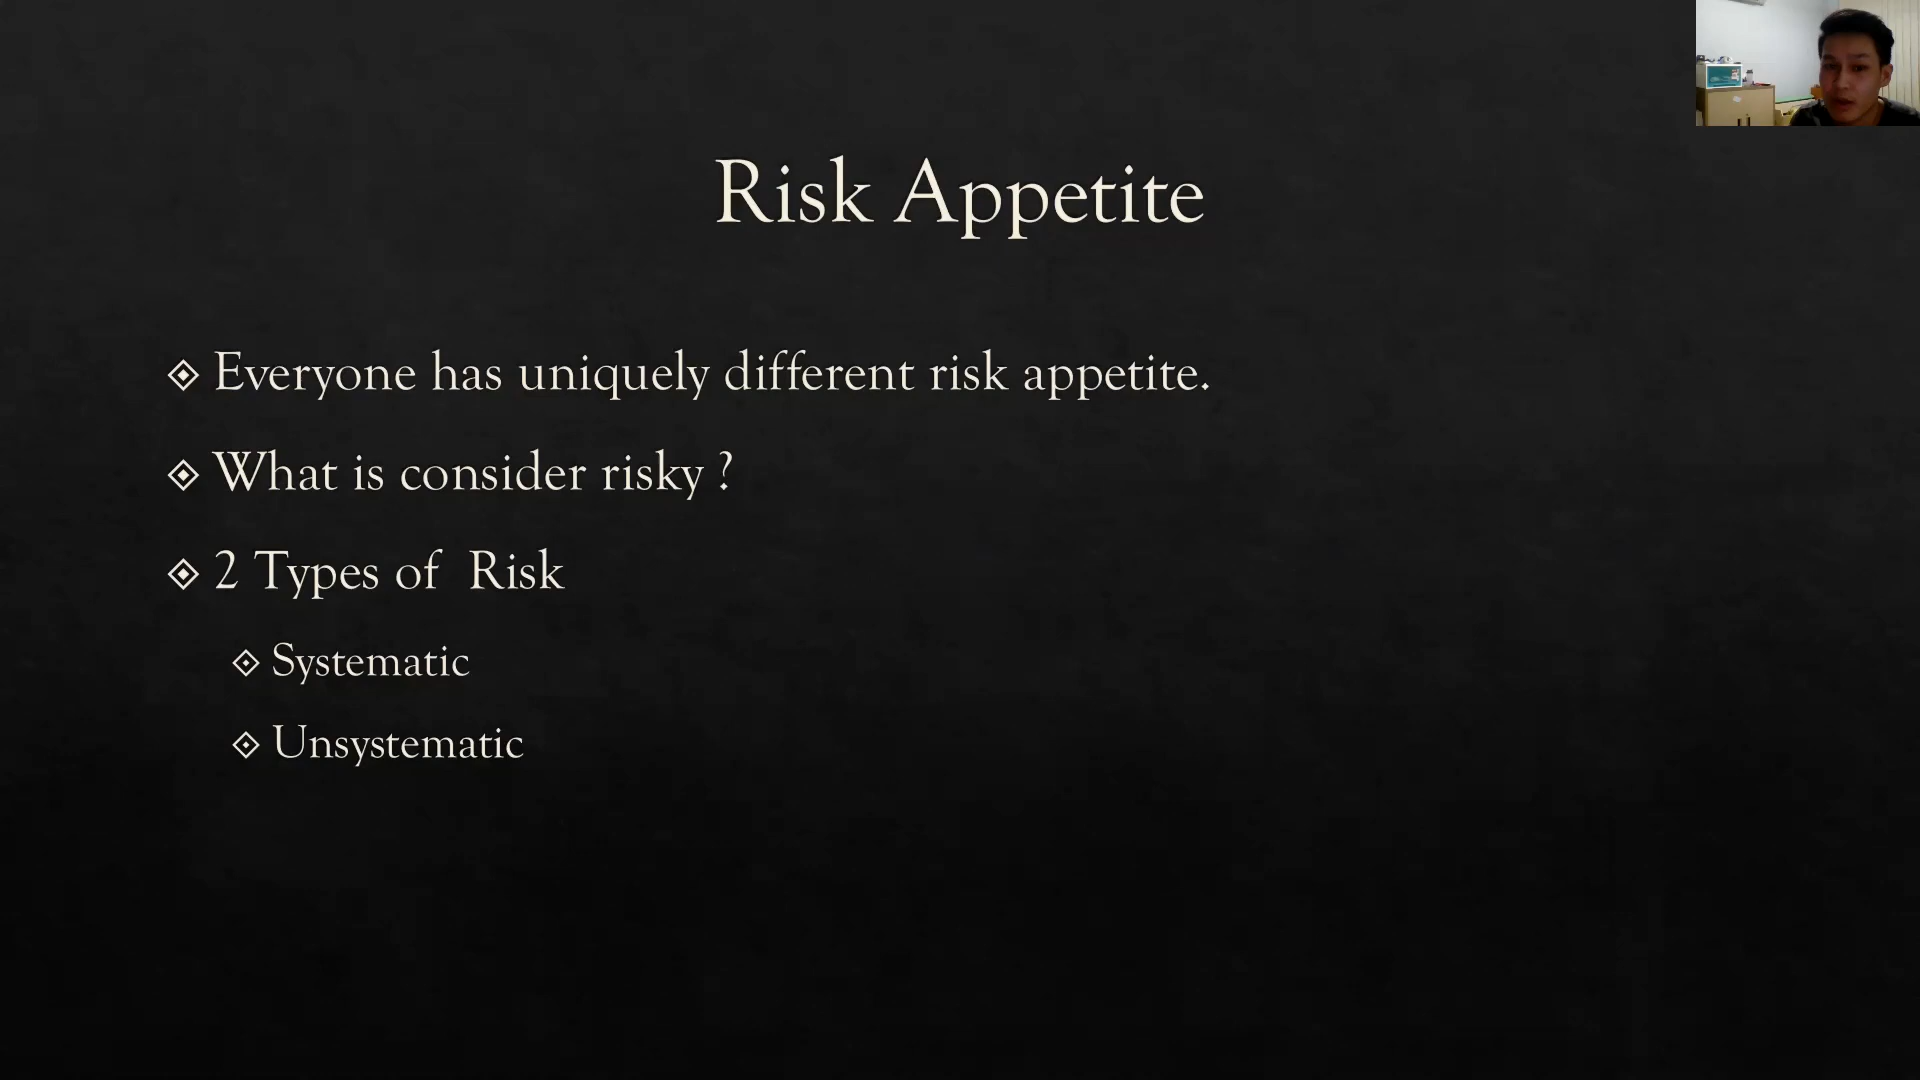 Risk Appetite
Everyone has uniquely different risk appetite.
What is consider risky ?
2 Types of  Risk
Systematic
Unsystematic